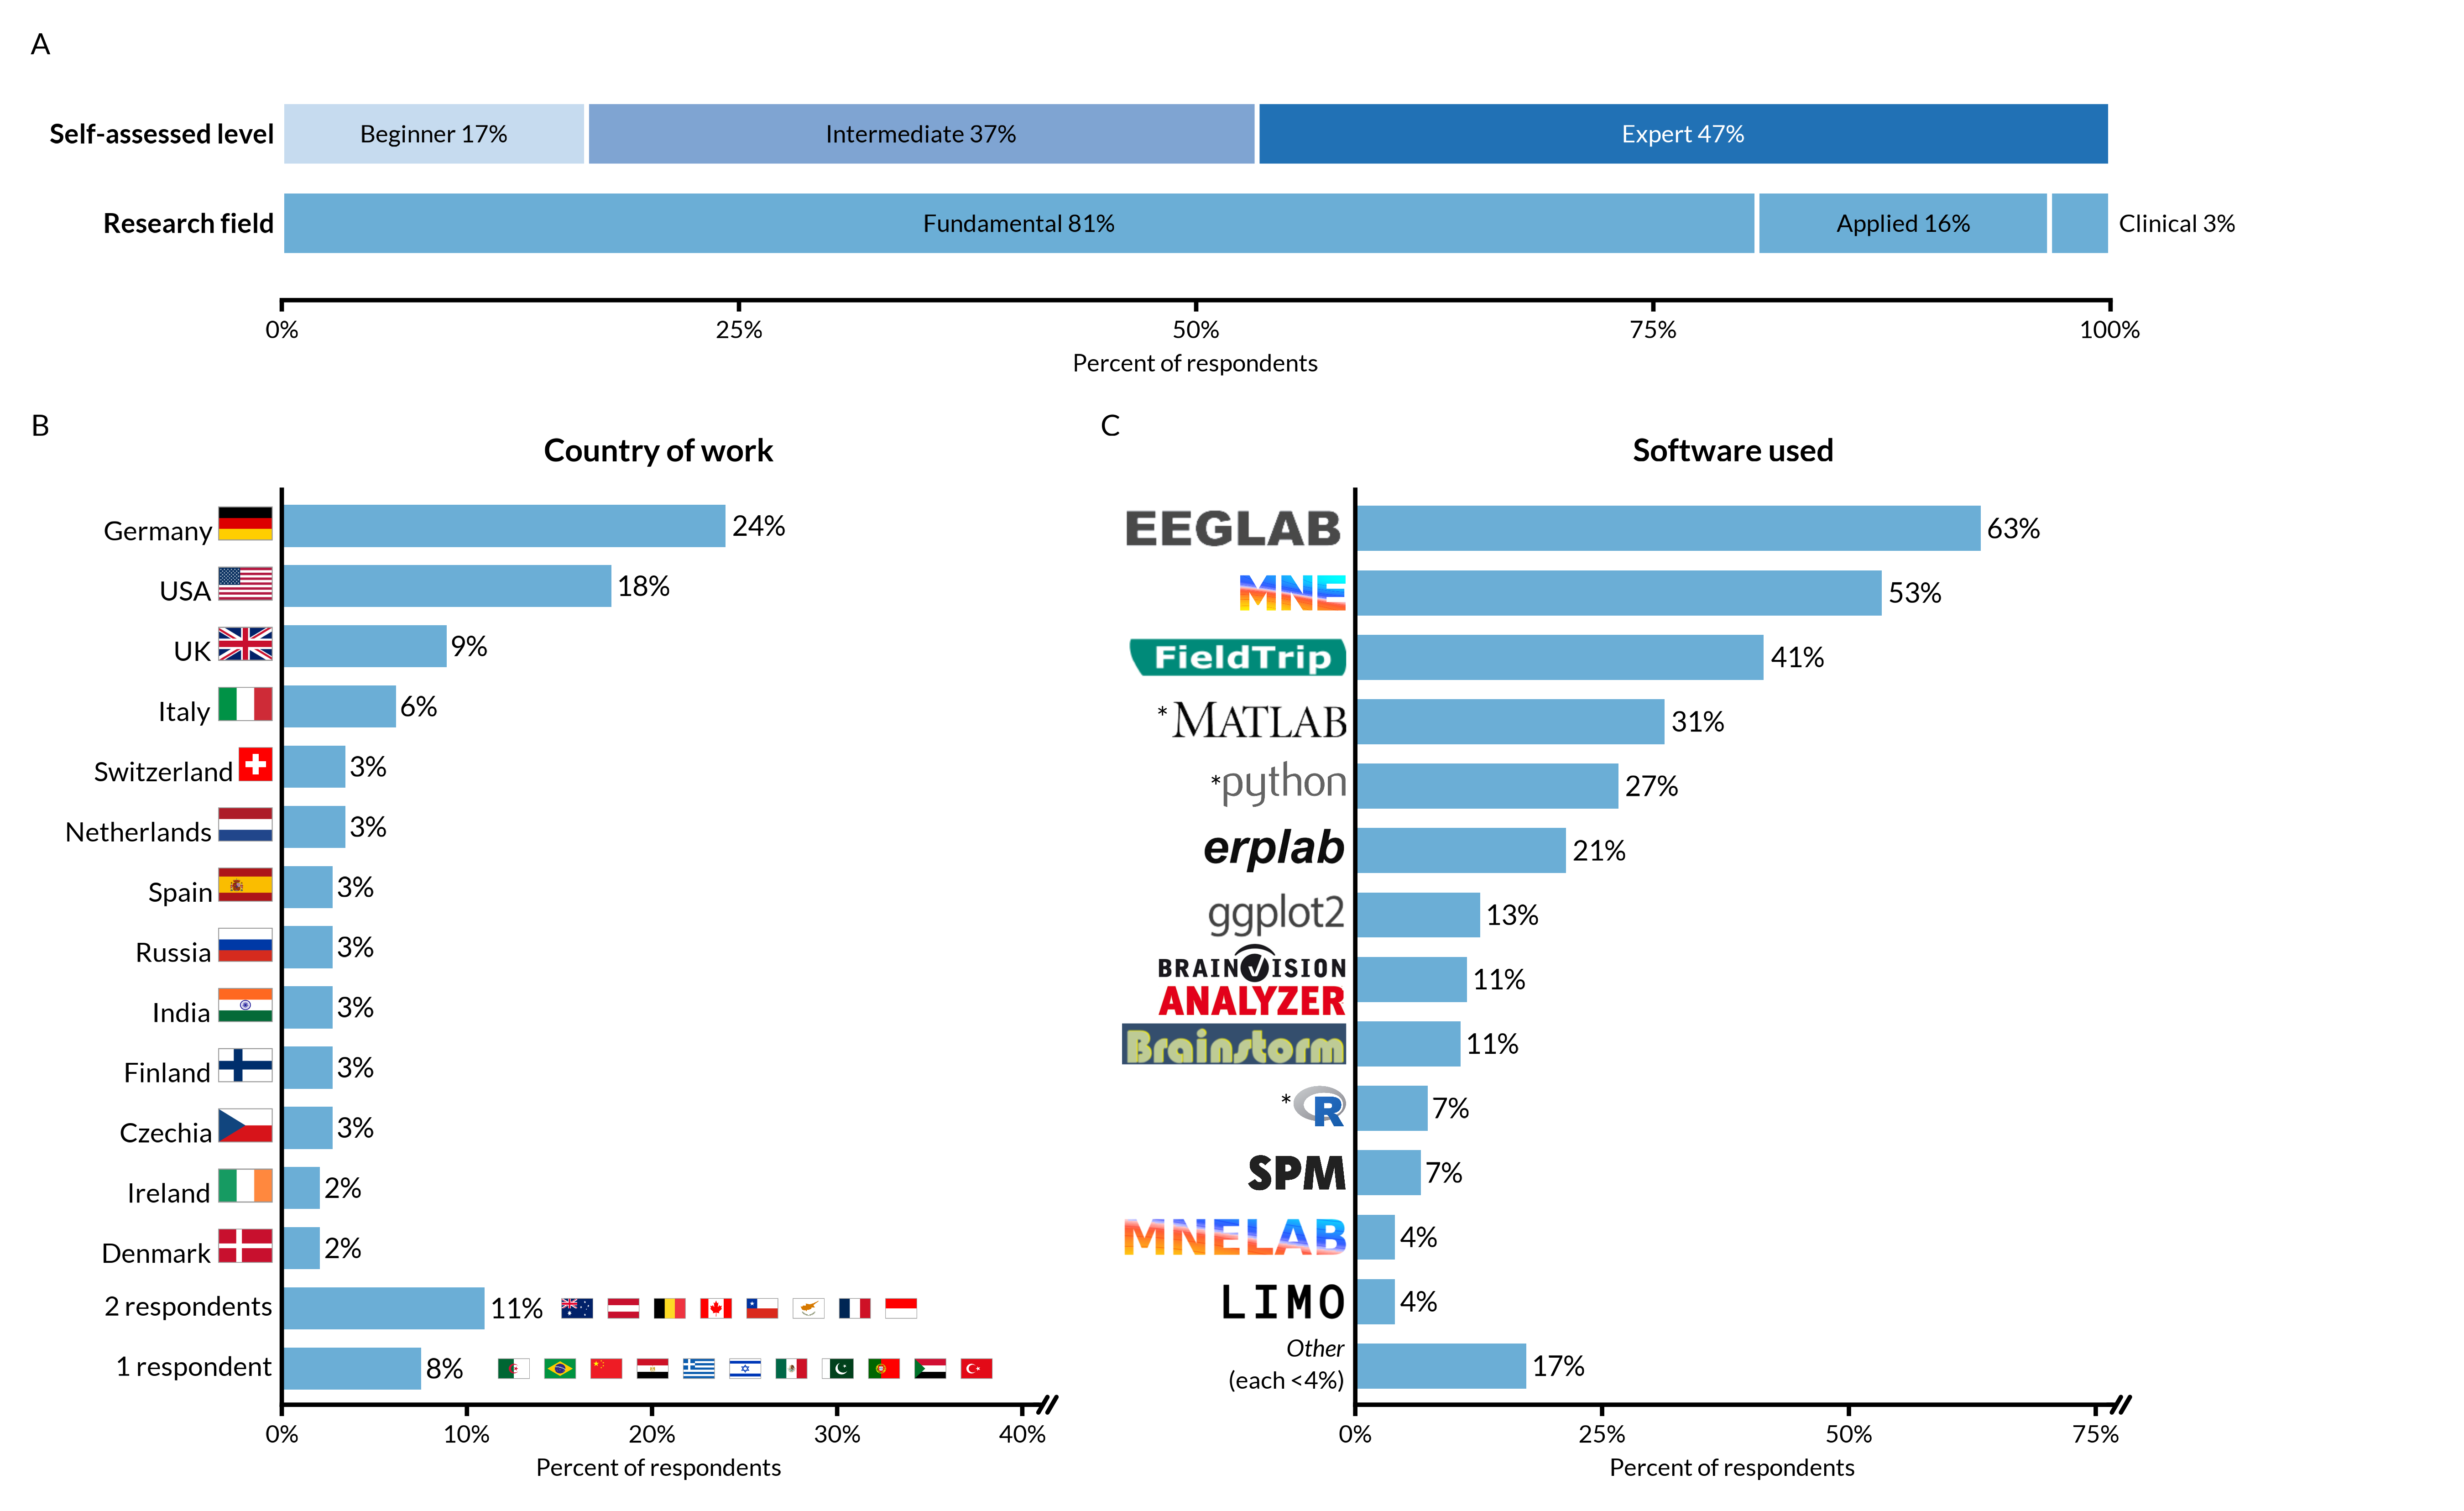 A
Self-assessed level
Beginner 17%
Intermediate 37%
Expert 47%
Research field
Fundamental 81%
Applied 16%
Clinical 3%
0%
25%
50%
75%
100%
Percent of respondents
B
Country of work
Germany
24%
USA
18%
UK
9%
Italy
6%
Switzerland
3%
Netherlands
3%
Spain
3%
Russia
3%
India
3%
Finland
3%
Czechia
3%
Ireland
2%
Denmark
2%
2 respondents
11%
1 respondent
8%
0%
10%
20%
30%
40%
Percent of respondents
C
Software used
EEGLAB
63%
MNE
53%
FieldTrip
41%
*MATLAB
31%
*python
27%
erplab
21%
ggplot2
13%
BRAINVISION
ANALYZER
11%
Brainstorm
11%
*R
7%
SPM
7%
MNELAB
4%
LIMO
4%
Other
(each <4%)
17%
0%
25%
50%
75%
Percent of respondents